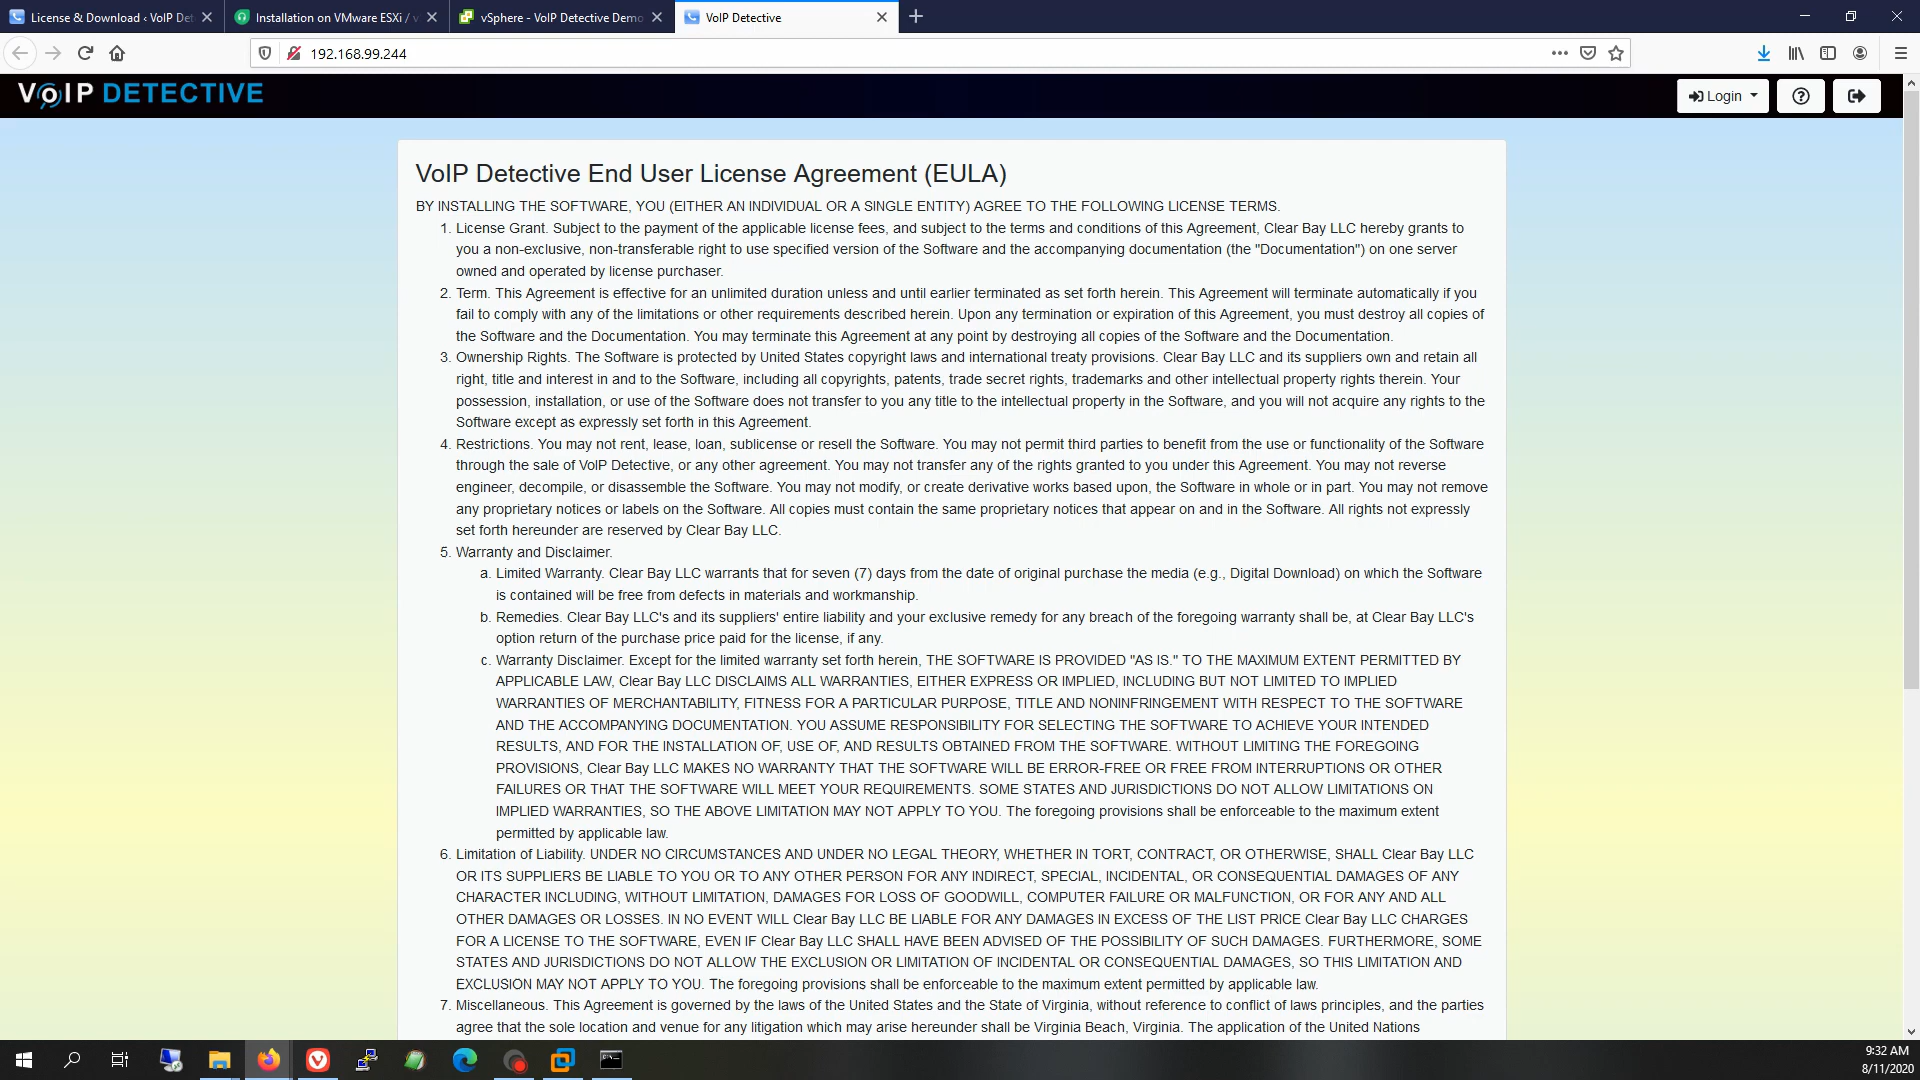 License & Download ‹ VoIP Det
Installation on VMware ESXi / v
vSphere - VoIP Detective Demo
VoIP Detective
192.168.99.244
VoIP DETECTIVE
Login
VoIP Detective End User License Agreement (EULA)
BY INSTALLING THE SOFTWARE, YOU (EITHER AN INDIVIDUAL OR A SINGLE ENTITY) AGREE TO THE FOLLOWING LICENSE TERMS.
1. License Grant. Subject to the payment of the applicable license fees, and subject to the terms and conditions of this Agreement, Clear Bay LLC hereby grants to
you a non-exclusive, non-transferable right to use specified version of the Software and the accompanying documentation (the "Documentation") on one server
owned and operated by license purchaser.
2. Term. This Agreement is effective for an unlimited duration unless and until earlier terminated as set forth herein. This Agreement will terminate automatically if you
fail to comply with any of the limitations or other requirements described herein. Upon any termination or expiration of this Agreement, you must destroy all copies of
the Software and the Documentation. You may terminate this Agreement at any point by destroying all copies of the Software and the Documentation.
3. Ownership Rights. The Software is protected by United States copyright laws and international treaty provisions. Clear Bay LLC and its suppliers own and retain all
right, title and interest in and to the Software, including all copyrights, patents, trade secret rights, trademarks and other intellectual property rights therein. Your
possession, installation, or use of the Software does not transfer to you any title to the intellectual property in the Software, and you will not acquire any rights to the
Software except as expressly set forth in this Agreement.
4. Restrictions. You may not rent, lease, loan, sublicense or resell the Software. You may not permit third parties to benefit from the use or functionality of the Software
through the sale of VoIP Detective, or any other agreement. You may not transfer any of the rights granted to you under this Agreement. You may not reverse
engineer, decompile, or disassemble the Software. You may not modify, or create derivative works based upon, the Software in whole or in part. You may not remove
any proprietary notices or labels on the Software. All copies must contain the same proprietary notices that appear on and in the Software. All rights not expressly
set forth hereunder are reserved by Clear Bay LLC.
5. Warranty and Disclaimer.
a. Limited Warranty. Clear Bay LLC warrants that for seven (7) days from the date of original purchase the media (e.g., Digital Download) on which the Software
is contained will be free from defects in materials and workmanship.
b. Remedies. Clear Bay LLC's and its suppliers' entire liability and your exclusive remedy for any breach of the foregoing warranty shall be, at Clear Bay LLC's
option return of the purchase price paid for the license, if any.
c. Warranty Disclaimer. Except for the limited warranty set forth herein, THE SOFTWARE IS PROVIDED "AS IS." TO THE MAXIMUM EXTENT PERMITTED BY
APPLICABLE LAW, Clear Bay LLC DISCLAIMS ALL WARRANTIES, EITHER EXPRESS OR IMPLIED, INCLUDING BUT NOT LIMITED TO IMPLIED
WARRANTIES OF MERCHANTABILITY, FITNESS FOR A PARTICULAR PURPOSE, TITLE AND NONINFRINGEMENT WITH RESPECT TO THE SOFTWARE
AND THE ACCOMPANYING DOCUMENTATION. YOU ASSUME RESPONSIBILITY FOR SELECTING THE SOFTWARE TO ACHIEVE YOUR INTENDED
RESULTS, AND FOR THE INSTALLATION OF, USE OF, AND RESULTS OBTAINED FROM THE SOFTWARE. WITHOUT LIMITING THE FOREGOING
PROVISIONS, Clear Bay LLC MAKES NO WARRANTY THAT THE SOFTWARE WILL BE ERROR-FREE OR FREE FROM INTERRUPTIONS OR OTHER
FAILURES OR THAT THE SOFTWARE WILL MEET YOUR REQUIREMENTS. SOME STATES AND JURISDICTIONS DO NOT ALLOW LIMITATIONS ON
IMPLIED WARRANTIES, SO THE ABOVE LIMITATION MAY NOT APPLY TO YOU. The foregoing provisions shall be enforceable to the maximum extent
permitted by applicable law.
6. Limitation of Liability. UNDER NO CIRCUMSTANCES AND UNDER NO LEGAL THEORY, WHETHER IN TORT, CONTRACT, OR OTHERWISE, SHALL Clear Bay LLC
OR ITS SUPPLIERS BE LIABLE TO YOU OR TO ANY OTHER PERSON FOR ANY INDIRECT, SPECIAL, INCIDENTAL, OR CONSEQUENTIAL DAMAGES OF ANY
CHARACTER INCLUDING, WITHOUT LIMITATION, DAMAGES FOR LOSS OF GOODWILL, COMPUTER FAILURE OR MALFUNCTION, OR FOR ANY AND ALL
OTHER DAMAGES OR LOSSES. IN NO EVENT WILL Clear Bay LLC BE LIABLE FOR ANY DAMAGES IN EXCESS OF THE LIST PRICE Clear Bay LLC CHARGES
FOR A LICENSE TO THE SOFTWARE, EVEN IF Clear Bay LLC SHALL HAVE BEEN ADVISED OF THE POSSIBILITY OF SUCH DAMAGES. FURTHERMORE, SOME
STATES AND JURISDICTIONS DO NOT ALLOW THE EXCLUSION OR LIMITATION OF INCIDENTAL OR CONSEQUENTIAL DAMAGES, SO THIS LIMITATION AND
EXCLUSION MAY NOT APPLY TO YOU. The foregoing provisions shall be enforceable to the maximum extent permitted by applicable law.
7. Miscellaneous. This Agreement is governed by the laws of the United States and the State of Virginia, without reference to conflict of laws principles, and the parties
agree that the sole location and venue for any litigation which may arise hereunder shall be Virginia Beach, Virginia. The application of the United Nations
9:32 AM
8/11/2020